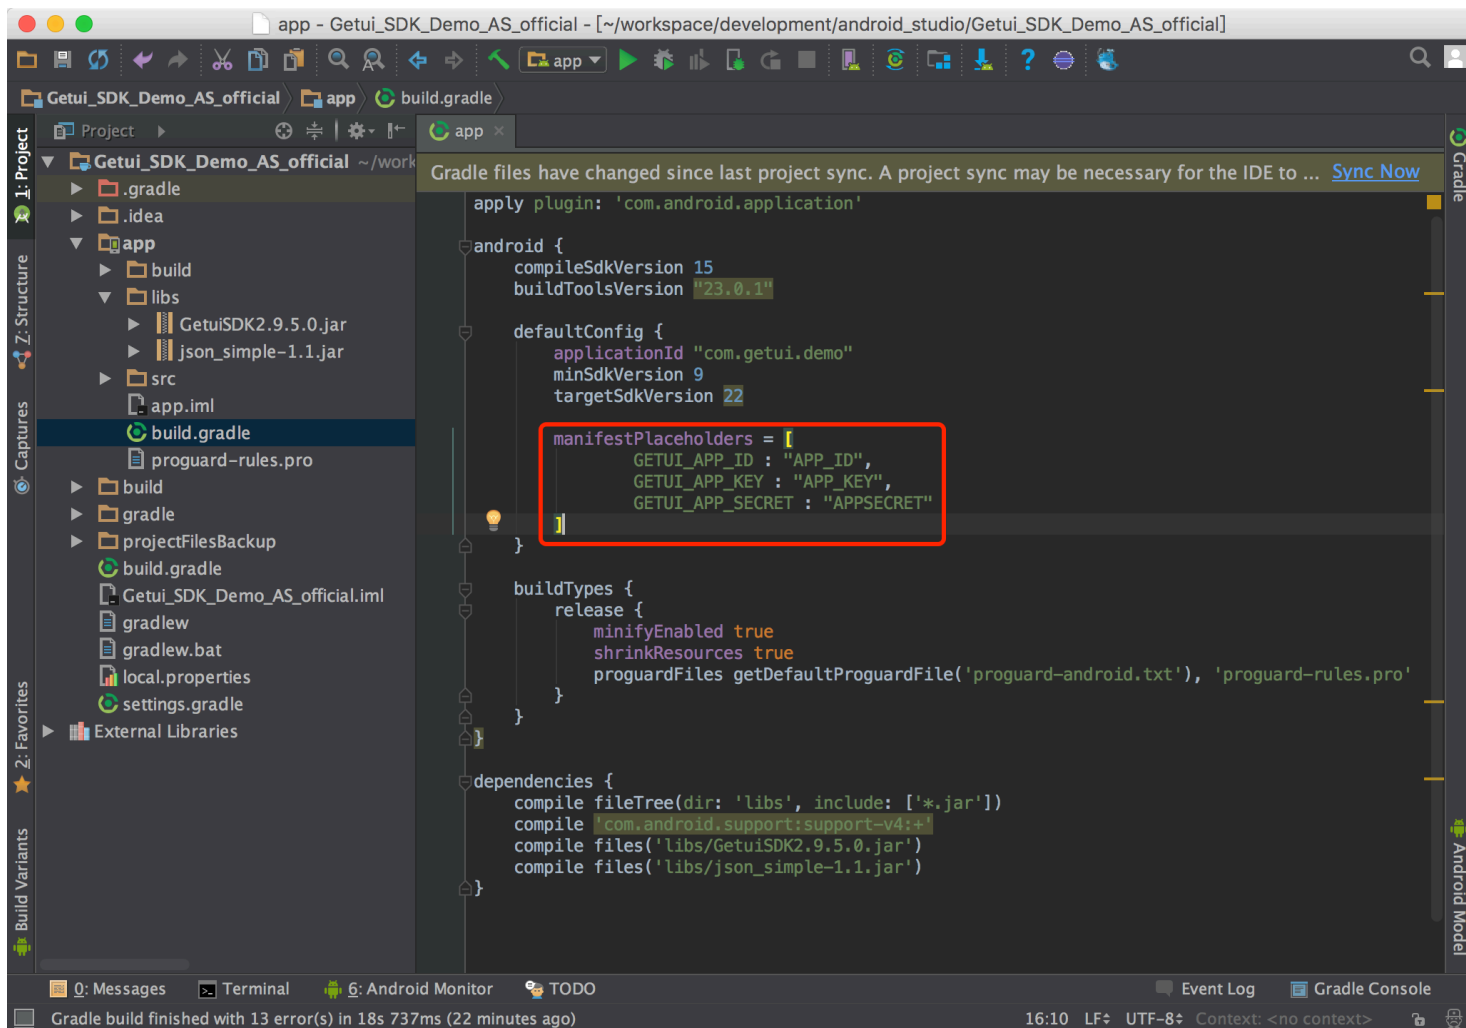 app - Getui_SDK_Demo_AS_official - [~/workspace/development/android_studio/Getui_SDK_Demo_AS_official]
app
Getui_SDK_Demo_AS_official app build.gradle
1: Project
Z: Structure
Captures
2: Favorites
Build Variants
Project
Getui_SDK_Demo_AS_official ~/work
.gradle
.idea
app
build
libs
GetuiSDK2.9.5.0.jar
json_simple-1.1.jar
src
app.iml
build.gradle
proguard-rules.pro
build
gradle
projectFilesBackup
build.gradle
Getui_SDK_Demo_AS_official.iml
gradlew
gradlew.bat
local.properties
settings.gradle
External Libraries
app
Gradle files have changed since last project sync. A project sync may be necessary for the IDE to ... Sync Now
apply plugin: 'com.android.application'
android {
compileSdkVersion 15
buildToolsVersion "23.0.1"
defaultConfig {
applicationId "com.getui.demo"
minSdkVersion 9
targetSdkVersion 22
manifestPlaceholders = [
GETUI_APP_ID : "APP_ID",
GETUI_APP_KEY : "APP_KEY",
GETUI_APP_SECRET : "APPSECRET"
]
}
buildTypes {
release {
minifyEnabled true
shrinkResources true
proguardFiles getDefaultProguardFile('proguard-android.txt'), 'proguard-rules.pro'
}
}
}
dependencies {
compile fileTree(dir: 'libs', include: ['*.jar'])
compile 'com.android.support:support-v4:+'
compile files('libs/GetuiSDK2.9.5.0.jar')
compile files('libs/json_simple-1.1.jar')
}
Gradle
Android Model
0: Messages Terminal 6: Android Monitor TODO Event Log Gradle Console
Gradle build finished with 13 error(s) in 18s 737ms (22 minutes ago) 16:10 LF UTF-8 Context: <no context>